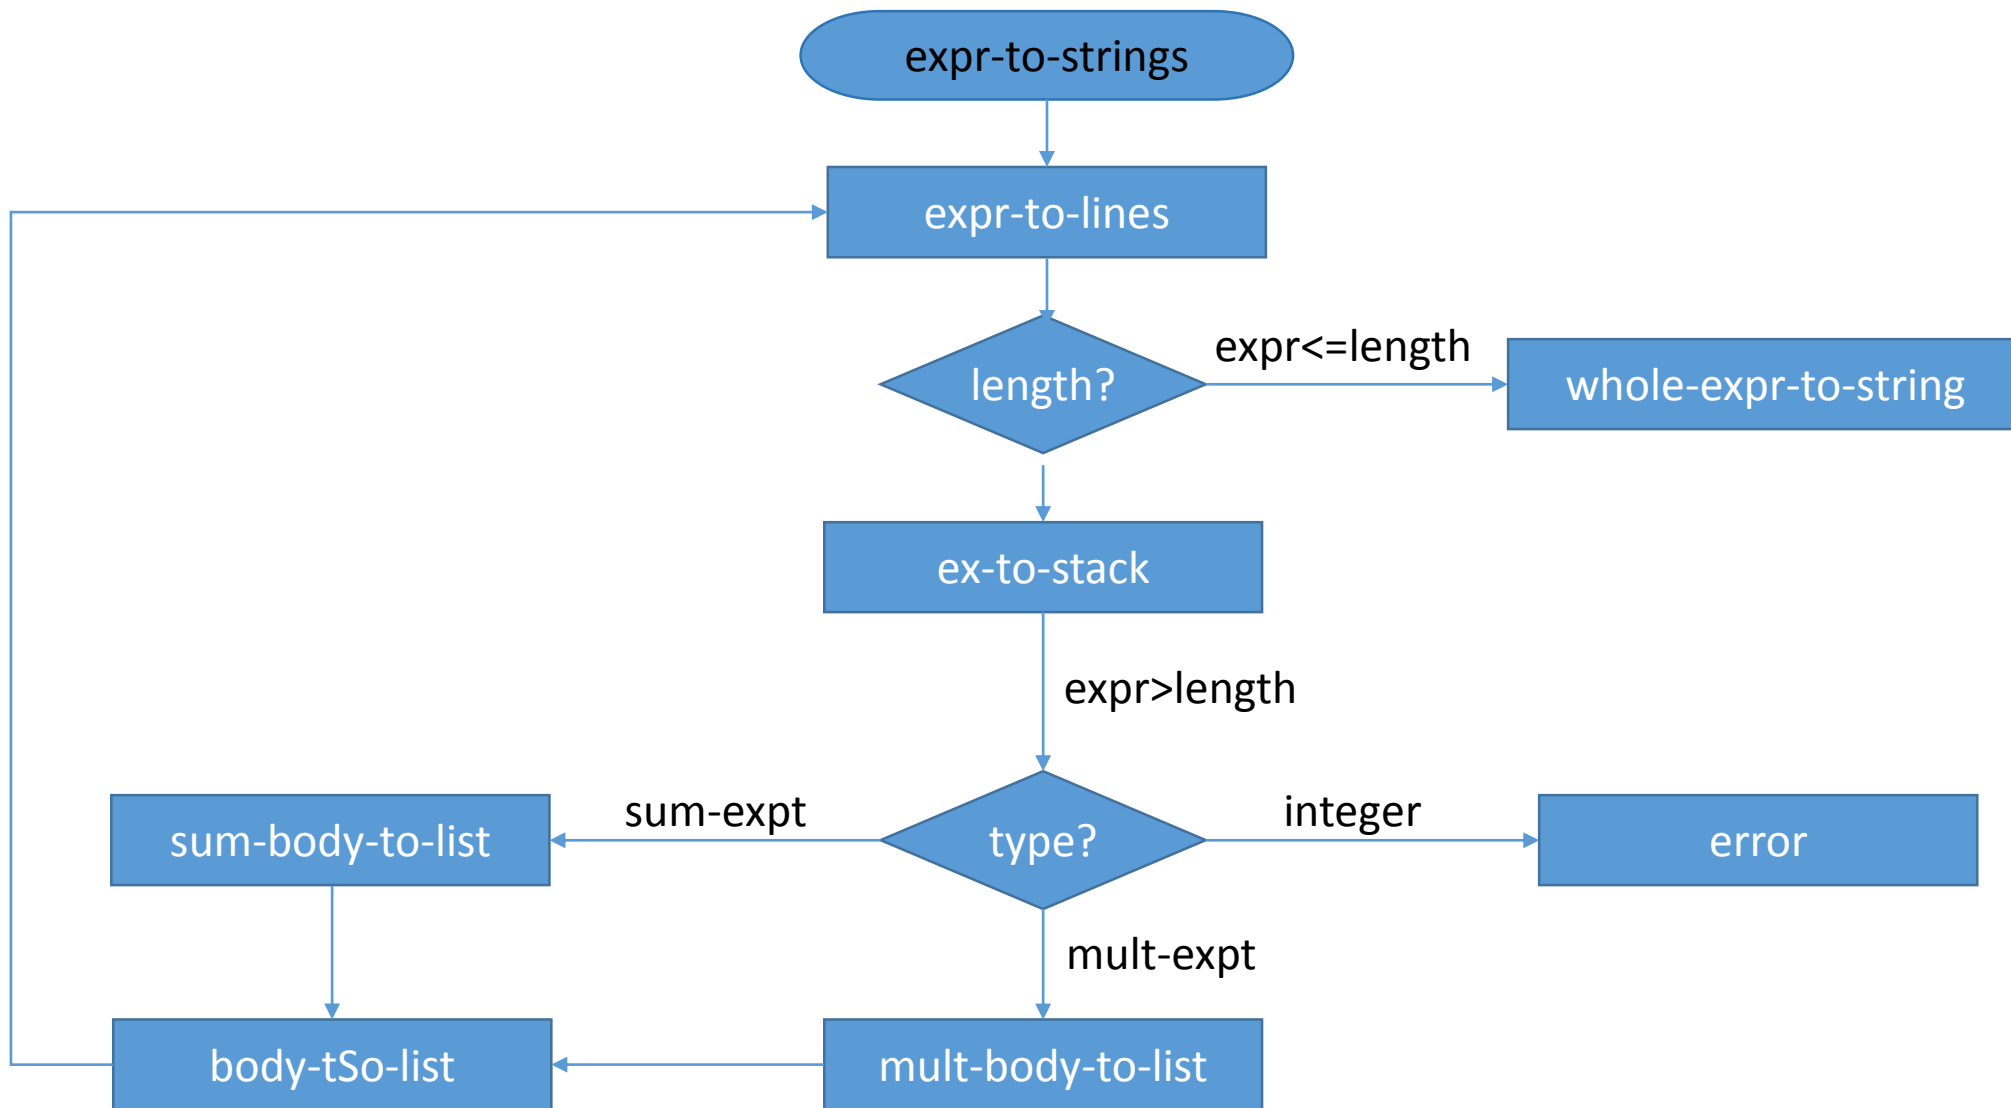 expr-to-strings
expr-to-lines
expr<=length
length?
whole-expr-to-string
ex-to-stack
expr>length
sum-expt
integer
sum-body-to-list
type?
error
mult-expt
body-tSo-list
mult-body-to-list